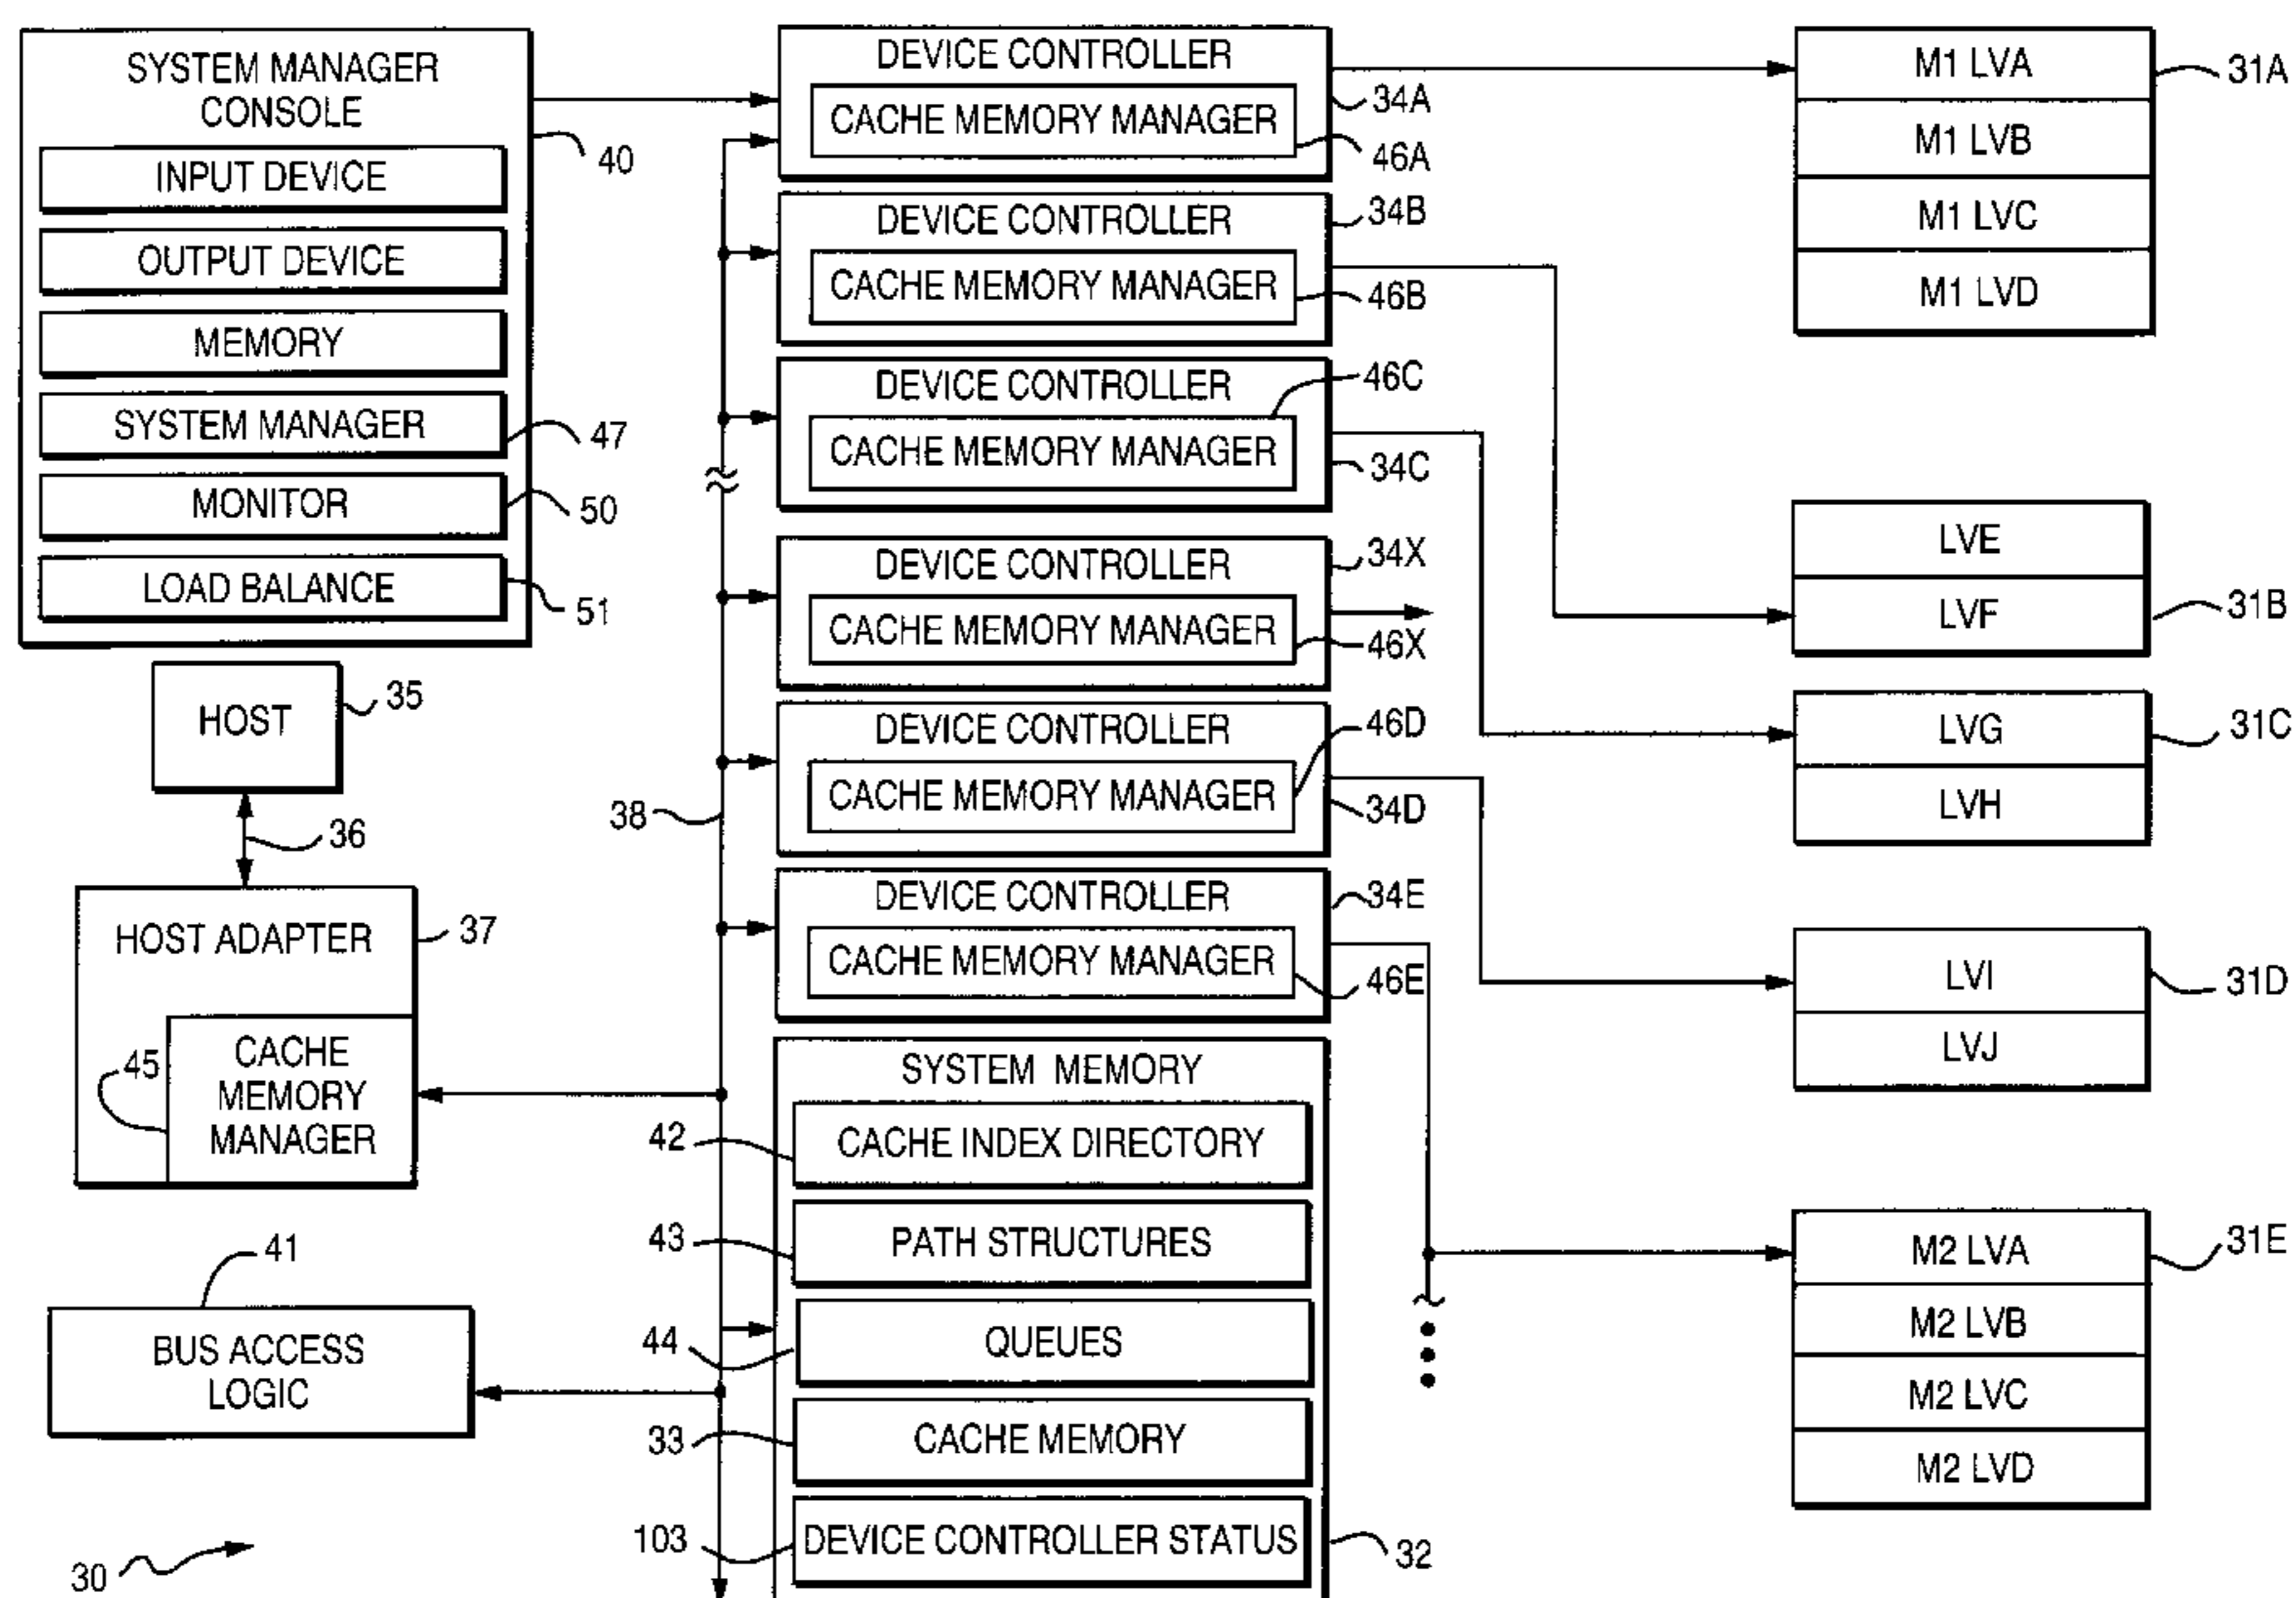 SYSTEM MANAGER
CONSOLE
40
INPUT DEVICE
OUTPUT DEVICE
MEMORY
SYSTEM MANAGER
47
MONITOR
50
LOAD BALANCE
51
HOST
35
36
HOST ADAPTER
37
45
CACHE
MEMORY
MANAGER
41
BUS ACCESS
LOGIC
30
38
DEVICE CONTROLLER
34A
CACHE MEMORY MANAGER
46A
DEVICE CONTROLLER
34B
CACHE MEMORY MANAGER
46B
DEVICE CONTROLLER
46C
CACHE MEMORY MANAGER
34C
DEVICE CONTROLLER
34X
CACHE MEMORY MANAGER
46X
DEVICE CONTROLLER
46D
CACHE MEMORY MANAGER
34D
DEVICE CONTROLLER
34E
CACHE MEMORY MANAGER
46E
SYSTEM MEMORY
42
CACHE INDEX DIRECTORY
43
PATH STRUCTURES
44
QUEUES
33
CACHE MEMORY
103
DEVICE CONTROLLER STATUS
32
M1 LVA
31A
M1 LVB
M1 LVC
M1 LVD
LVE
LVF
31B
LVG
31C
LVH
LVI
31D
LVJ
M2 LVA
31E
M2 LVB
M2 LVC
M2 LVD